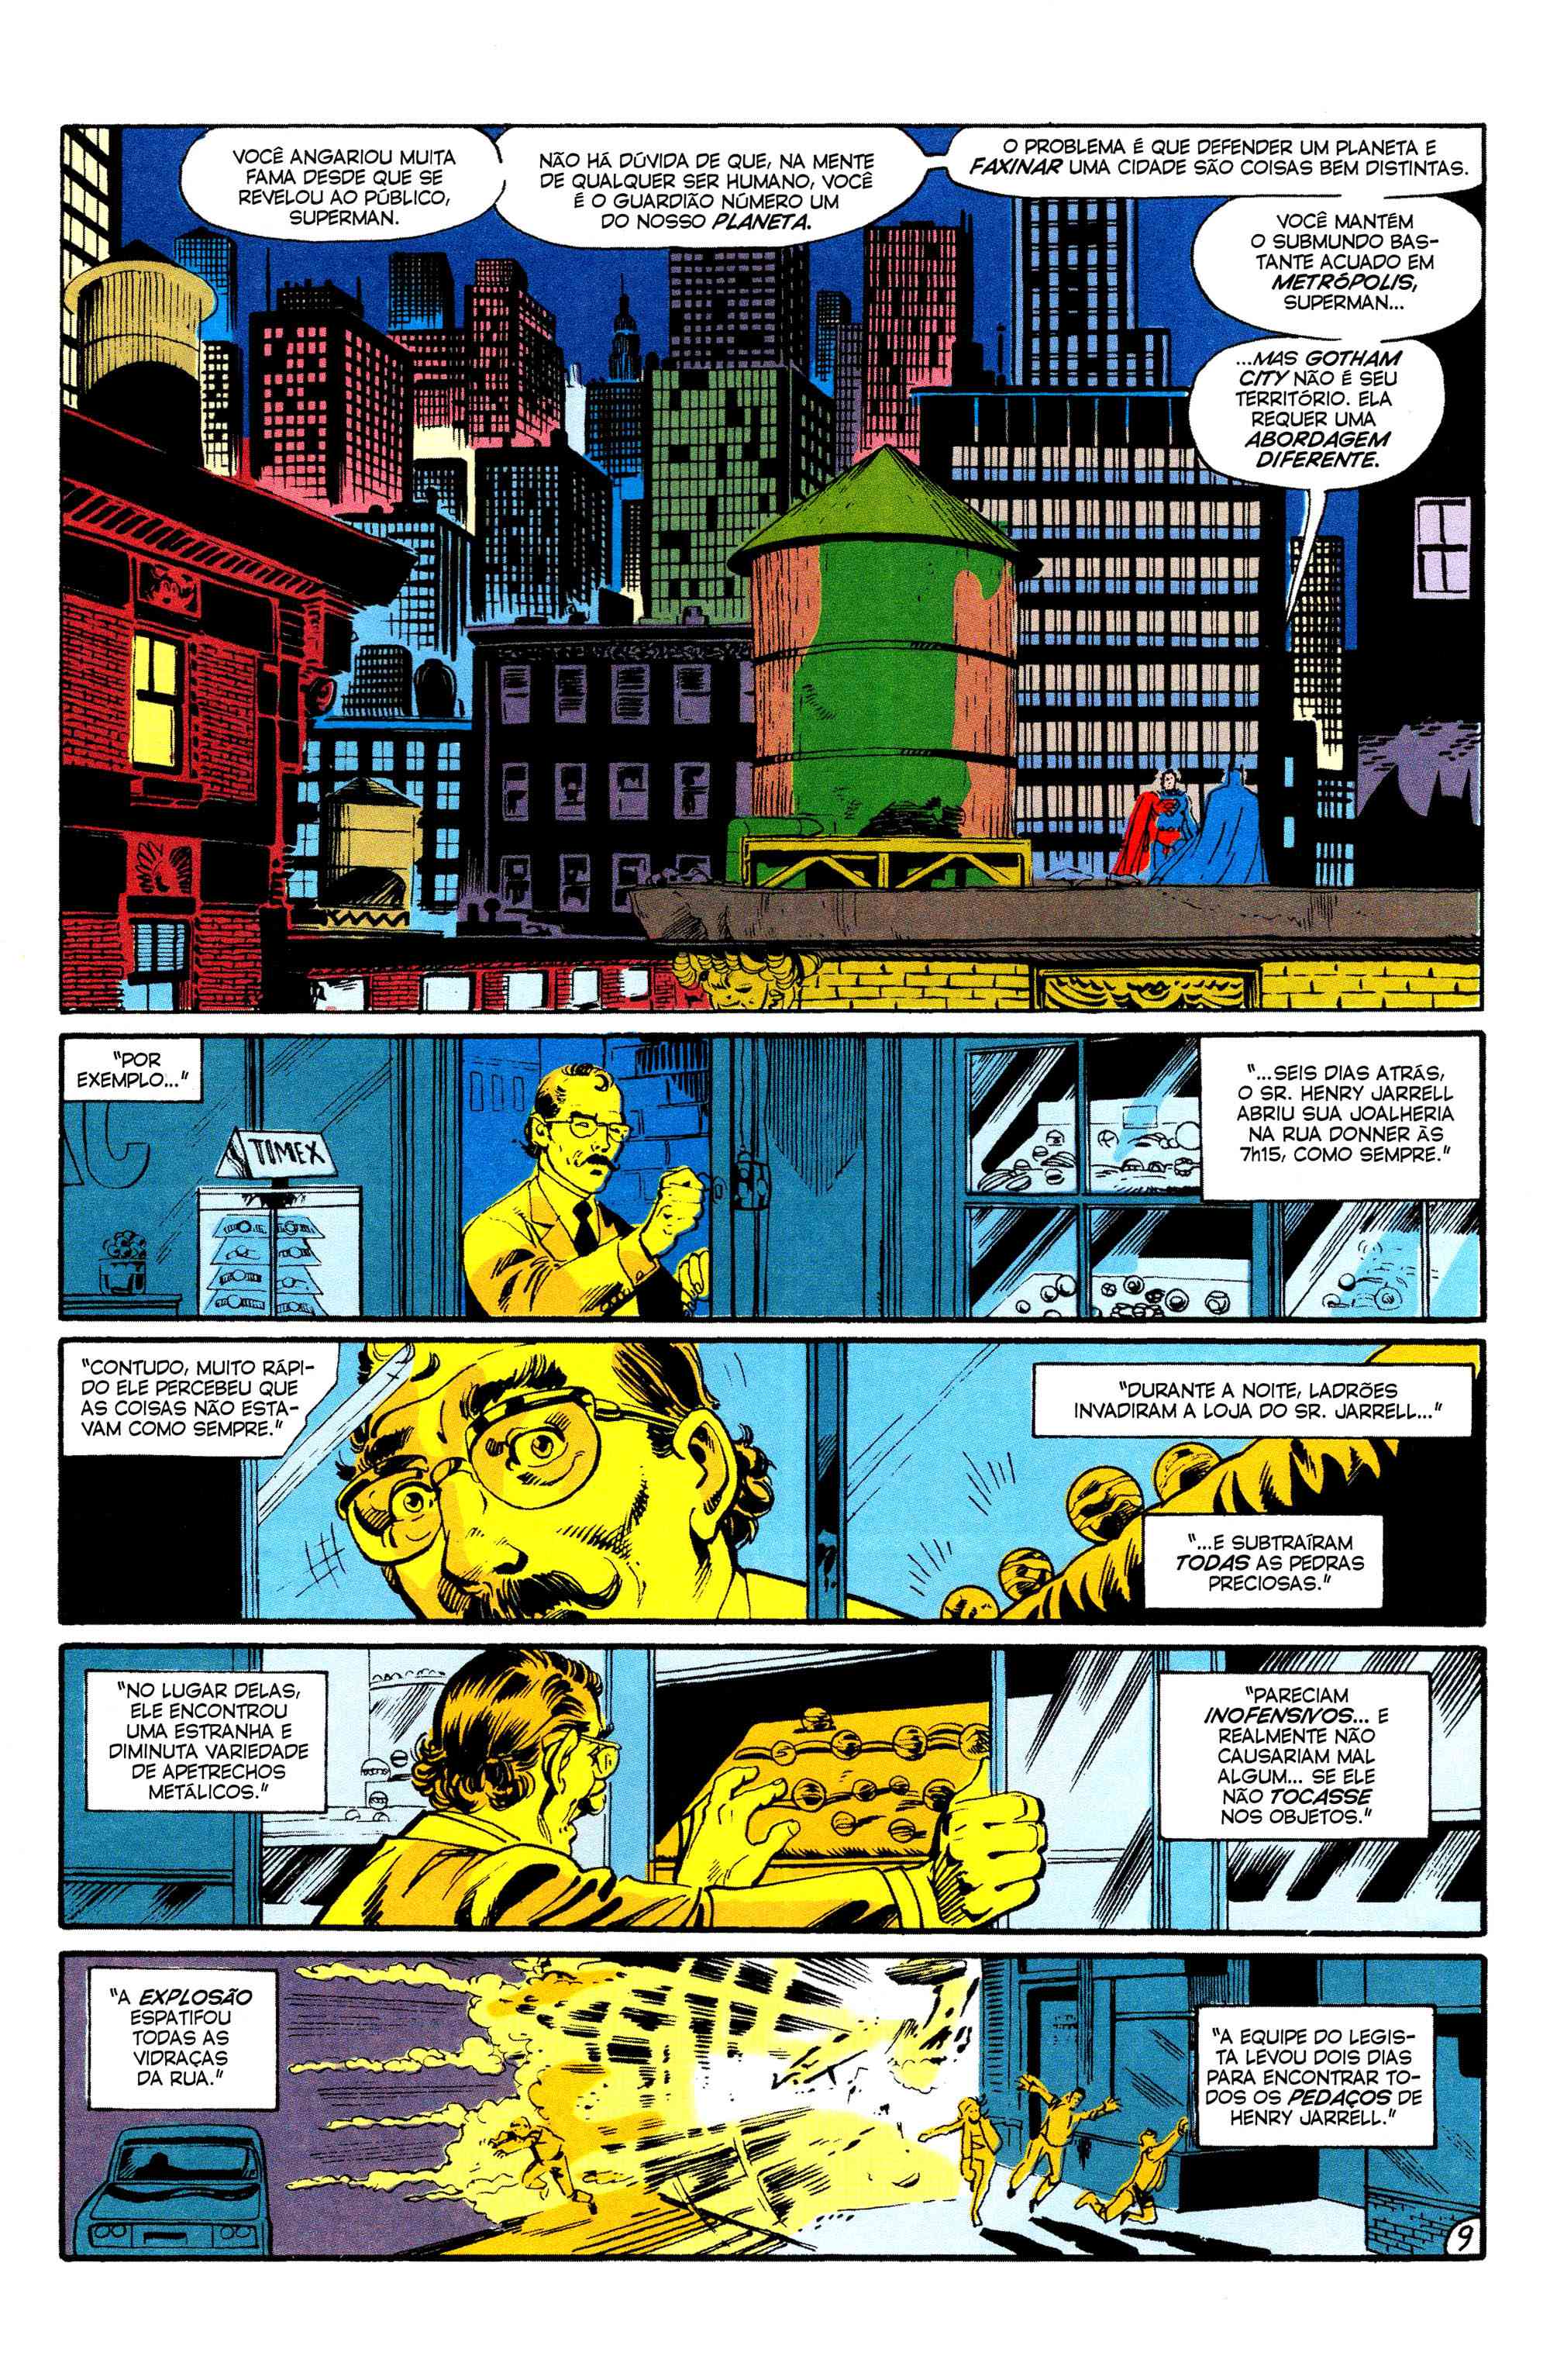 VOCÊ ANGARIOU MUITA
FAMA DESDE QUE SE
REVELOU AO PÚBLICO,
SUPERMAN.
NÃO HÁ DÚVIDA DE QUE, NA MENTE
DE QUALQUER SER HUMANO, VOCÊ
É O GUARDIÃO NÚMERO UM
DO NOSSO PLANETA.
O PROBLEMA É QUE DEFENDER UM PLANETA E
FAXINAR UMA CIDADE SÃO COISAS BEM DISTINTAS.
VOCÊ MANTÉM
O SUBMUNDO BAS-
TANTE ACUADO EM
METRÓPOLIS,
SUPERMAN...
...MAS GOTHAM
CITY NÃO É SEU
TERRITÓRIO. ELA
REQUER UMA
ABORDAGEM
DIFERENTE.
"POR
EXEMPLO..."
TIMEX
"...SEIS DIAS ATRÁS,
O SR. HENRY JARRELL
ABRIU SUA JOALHERIA
NA RUA DONNER ÀS
7h15, COMO SEMPRE."
"CONTUDO, MUITO RÁPI-
DO ELE PERCEBEU QUE
AS COISAS NÃO ESTA-
VAM COMO SEMPRE."
"DURANTE A NOITE, LADRÕES
INVADIRAM A LOJA DO SR. JARRELL..."
"...E SUBTRAÍRAM
TODAS AS PEDRAS
PRECIOSAS."
"NO LUGAR DELAS,
ELE ENCONTROU
UMA ESTRANHA E
DIMINUTA VARIEDADE
DE APETRECHOS
METÁLICOS."
"PARECIAM
INOFENSIVOS... E
REALMENTE NÃO
CAUSARIAM MAL
ALGUM... SE ELE
NÃO TOCASSE
NOS OBJETOS."
"A EXPLOSÃO
ESPATIFOU
TODAS AS
VIDRAÇAS
DA RUA."
"A EQUIPE DO LEGIS-
TA LEVOU DOIS DIAS
PARA ENCONTRAR TO-
DOS OS PEDAÇOS DE
HENRY JARRELL."
9